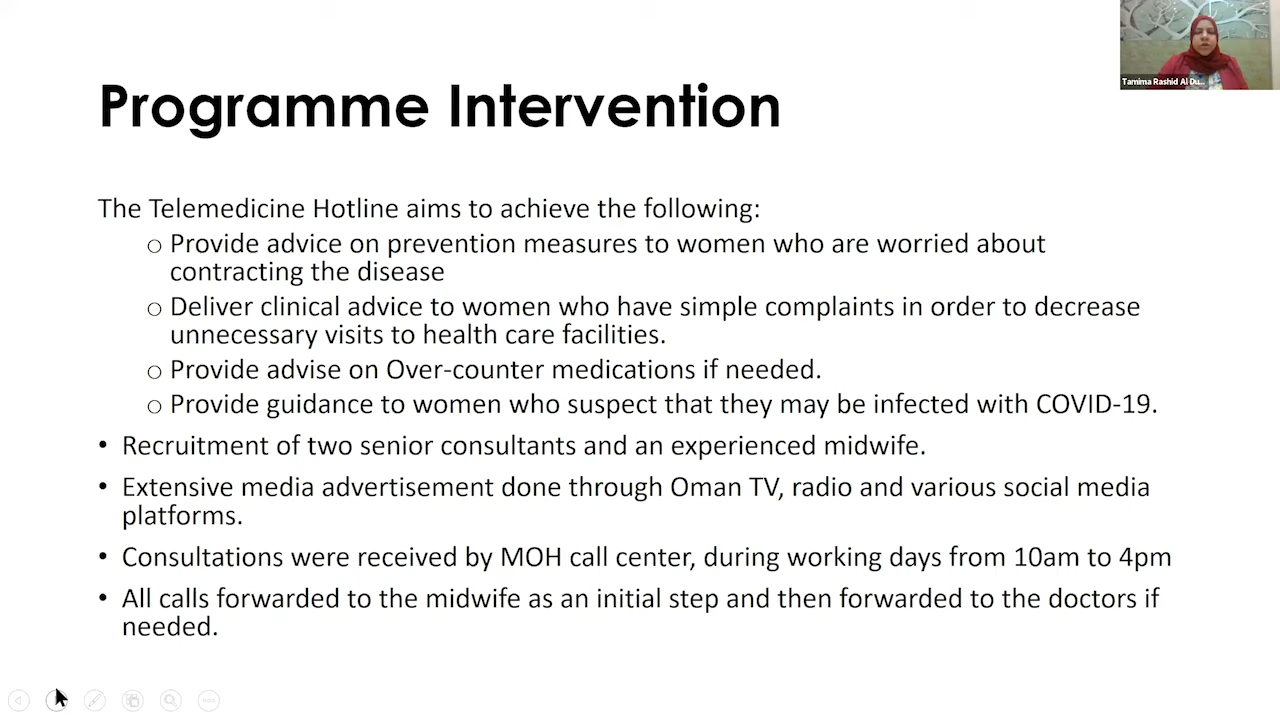 Tamima Rashid Al Du...
Programme Intervention
The Telemedicine Hotline aims to achieve the following:
o Provide advice on prevention measures to women who are worried about
contracting the disease
o Deliver clinical advice to women who have simple complaints in order to decrease
unnecessary visits to health care facilities.
o Provide advise on Over-counter medications if needed.
o Provide guidance to women who suspect that they may be infected with COVID-19.
• Recruitment of two senior consultants and an experienced midwife.
• Extensive media advertisement done through Oman TV, radio and various social media
platforms.
• Consultations were received by MOH call center, during working days from 10am to 4pm
• All calls forwarded to the midwife as an initial step and then forwarded to the doctors if
needed.